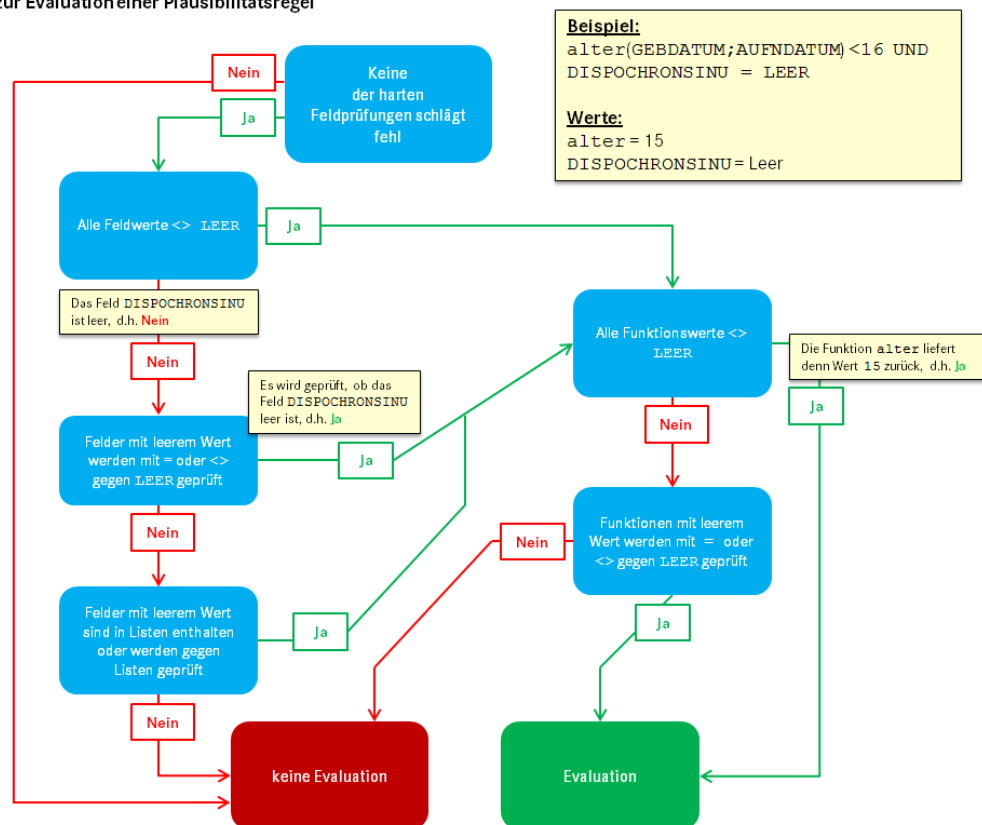 zur Evaluation einer Plausibilitätsregel
Beispiel:
alter(GEBDATUM;AUFNDATUM)<16 UND
DISPOCHRONSINU = LEER
Werte:
alter = 15
DISPOCHRONSINU = Leer
Nein
Keine
der harten
Feldprüfungen schlägt
fehl
Ja
Alle Feldwerte <> LEER
Ja
Das Feld DISPOCHRONSINU
ist leer, d.h. Nein
Nein
Alle Funktionswerte <>
LEER
Die Funktion alter liefert
denn Wert 15 zurück, d.h. Ja
Ja
Es wird geprüft, ob das
Feld DISPOCHRONSINU
leer ist, d.h. Ja
Nein
Felder mit leerem Wert
werden mit = oder <>
gegen LEER geprüft
Ja
Nein
Funktionen mit leerem
Wert werden mit = oder
<> gegen LEER geprüft
Nein
Ja
Felder mit leerem Wert
sind in Listen enthalten
oder werden gegen
Listen geprüft
Ja
Nein
keine Evaluation
Evaluation